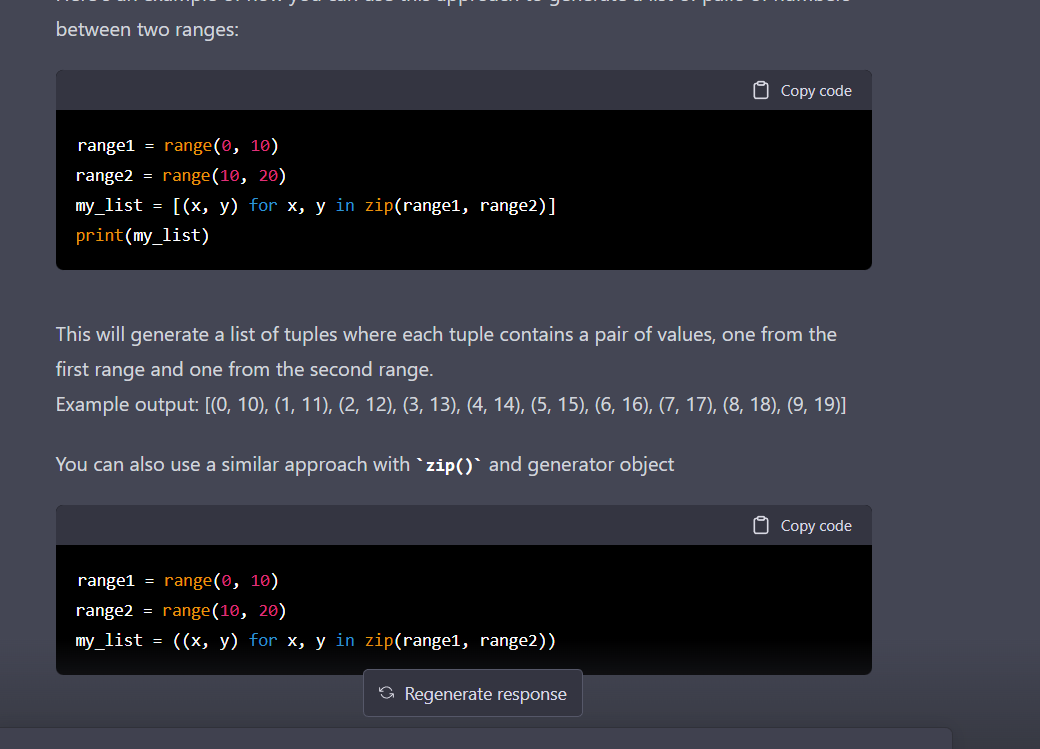 between two ranges:
Copy code
range1 = range(0, 10)
range2 = range(10, 20)
my_list = [(x, y) for x, y in zip(range1, range2)]
print(my_list)
This will generate a list of tuples where each tuple contains a pair of values, one from the
first range and one from the second range.
Example output: [(0, 10), (1, 11), (2, 12), (3, 13), (4, 14), (5, 15), (6, 16), (7, 17), (8, 18), (9, 19)]
You can also use a similar approach with `zip()` and generator object
Copy code
range1 = range(0, 10)
range2 = range(10, 20)
my_list = ((x, y) for x, y in zip(range1, range2))
Regenerate response